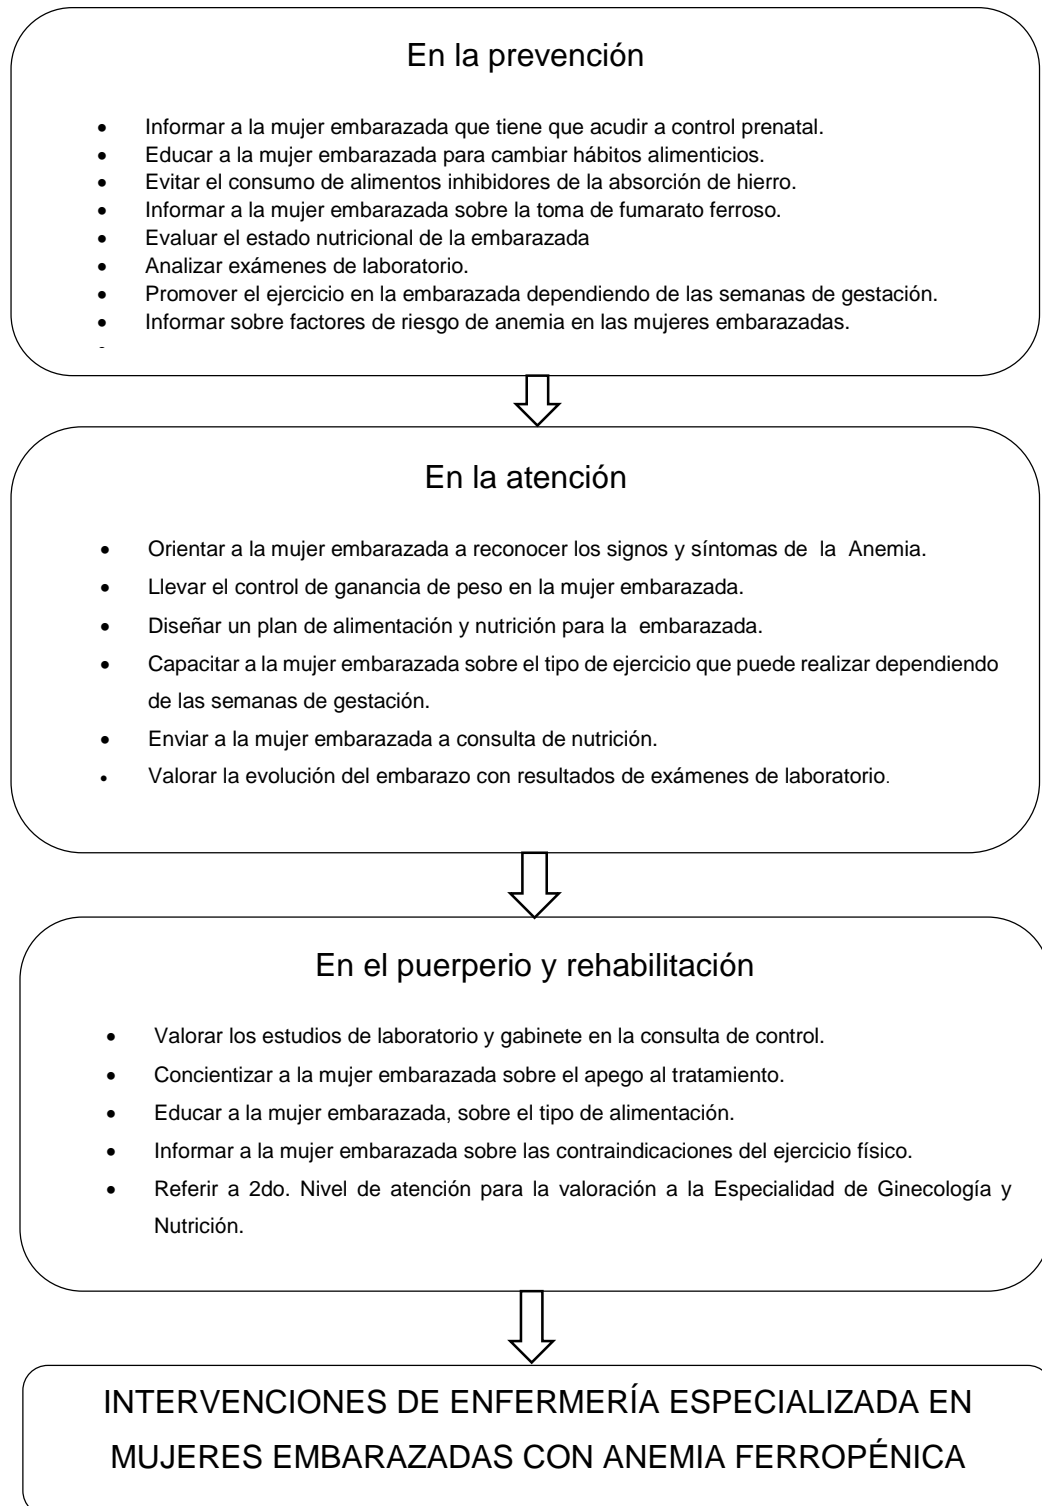 En la prevención
• Informar a la mujer embarazada que tiene que acudir a control prenatal.
• Educar a la mujer embarazada para cambiar hábitos alimenticios.
• Evitar el consumo de alimentos inhibidores de la absorción de hierro.
• Informar a la mujer embarazada sobre la toma de fumarato ferroso.
• Evaluar el estado nutricional de la embarazada
• Analizar exámenes de laboratorio.
• Promover el ejercicio en la embarazada dependiendo de las semanas de gestación.
• Informar sobre factores de riesgo de anemia en las mujeres embarazadas.
•
En la atención
• Orientar a la mujer embarazada a reconocer los signos y síntomas de la Anemia.
• Llevar el control de ganancia de peso en la mujer embarazada.
• Diseñar un plan de alimentación y nutrición para la embarazada.
• Capacitar a la mujer embarazada sobre el tipo de ejercicio que puede realizar dependiendo
de las semanas de gestación.
• Enviar a la mujer embarazada a consulta de nutrición.
• Valorar la evolución del embarazo con resultados de exámenes de laboratorio.
En el puerperio y rehabilitación
• Valorar los estudios de laboratorio y gabinete en la consulta de control.
• Concientizar a la mujer embarazada sobre el apego al tratamiento.
• Educar a la mujer embarazada, sobre el tipo de alimentación.
• Informar a la mujer embarazada sobre las contraindicaciones del ejercicio físico.
• Referir a 2do. Nivel de atención para la valoración a la Especialidad de Ginecología y
Nutrición.
INTERVENCIONES DE ENFERMERÍA ESPECIALIZADA EN
MUJERES EMBARAZADAS CON ANEMIA FERROPÉNICA